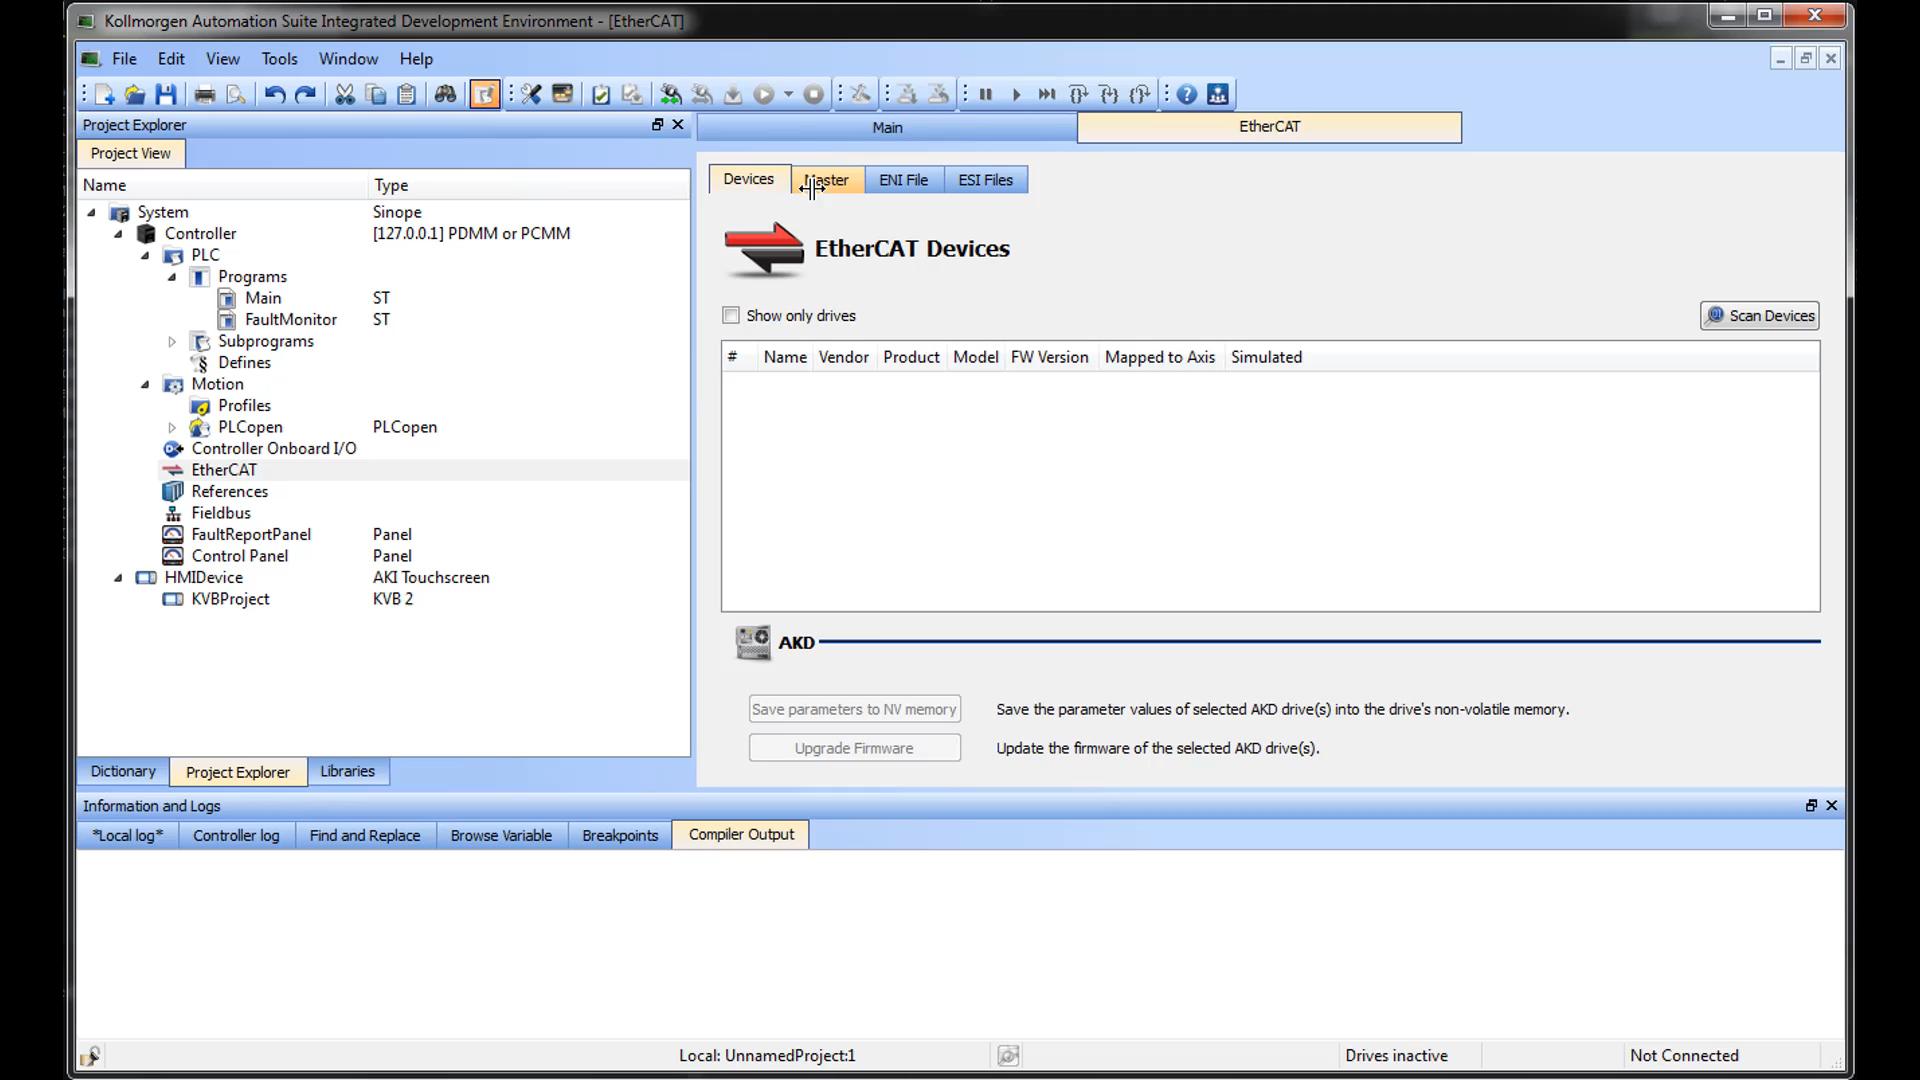 Kollmorgen Automation Suite Integrated Development Environment - [EtherCAT]
File Edit View Tools Window Help
Project Explorer
Project View
Name Type
System Sinope
Controller [127.0.0.1] PDMM or PCMM
PLC
Programs
Main ST
FaultMonitor ST
Subprograms
Defines
Motion
Profiles
PLCopen PLCopen
Controller Onboard I/O
EtherCAT
References
Fieldbus
FaultReportPanel Panel
Control Panel Panel
HMIDevice AKI Touchscreen
KVBProject KVB 2
Dictionary Project Explorer Libraries
Main EtherCAT
Devices Master ENI File ESI Files
EtherCAT Devices
Show only drives Scan Devices
# Name Vendor Product Model FW Version Mapped to Axis Simulated
AKD
Save parameters to NV memory Save the parameter values of selected AKD drive(s) into the drive's non-volatile memory.
Upgrade Firmware Update the firmware of the selected AKD drive(s).
Information and Logs
*Local log* Controller log Find and Replace Browse Variable Breakpoints Compiler Output
Local: UnnamedProject:1 Drives inactive Not Connected